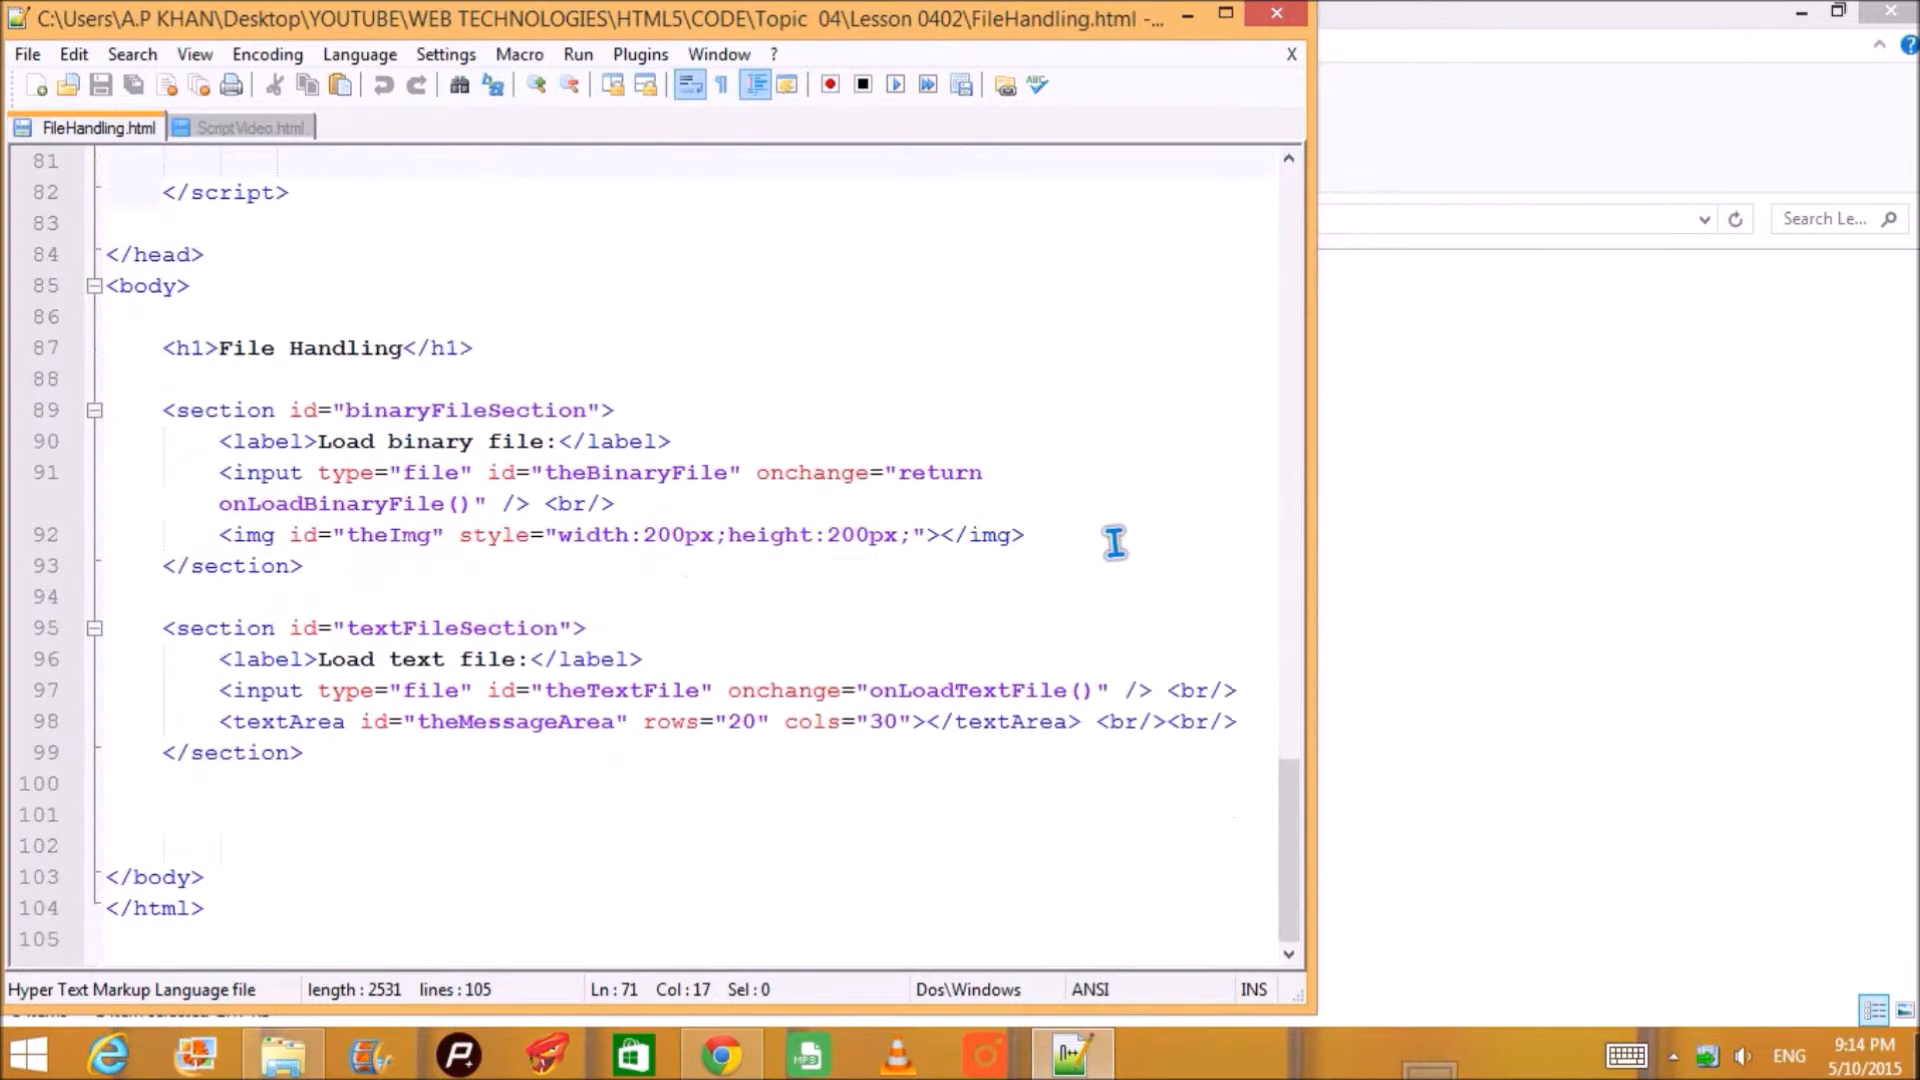 C:\Users\A.P KHAN\Desktop\YOUTUBE\WEB TECHNOLOGIES\HTML5\CODE\Topic  04\Lesson 0402\FileHandling.html -...
File Edit Search View Encoding Language Settings Macro Run Plugins Window ? X
FileHandling.html ScriptVideo.html
Search Le...
81
82 </script>
83
84 </head>
85 <body>
86
87 <h1>File Handling</h1>
88
89 <section id="binaryFileSection">
90 <label>Load binary file:</label>
91 <input type="file" id="theBinaryFile" onchange="return
onLoadBinaryFile()" /> <br/>
92 <img id="theImg" style="width:200px;height:200px;"></img>
93 </section>
94
95 <section id="textFileSection">
96 <label>Load text file:</label>
97 <input type="file" id="theTextFile" onchange="onLoadTextFile()" /> <br/>
98 <textArea id="theMessageArea" rows="20" cols="30"></textArea> <br/><br/>
99 </section>
100
101
102
103 </body>
104 </html>
105
Hyper Text Markup Language file length : 2531 lines : 105 Ln : 71 Col : 17 Sel : 0 Dos\Windows ANSI INS
ENG
9:14 PM
5/10/2015